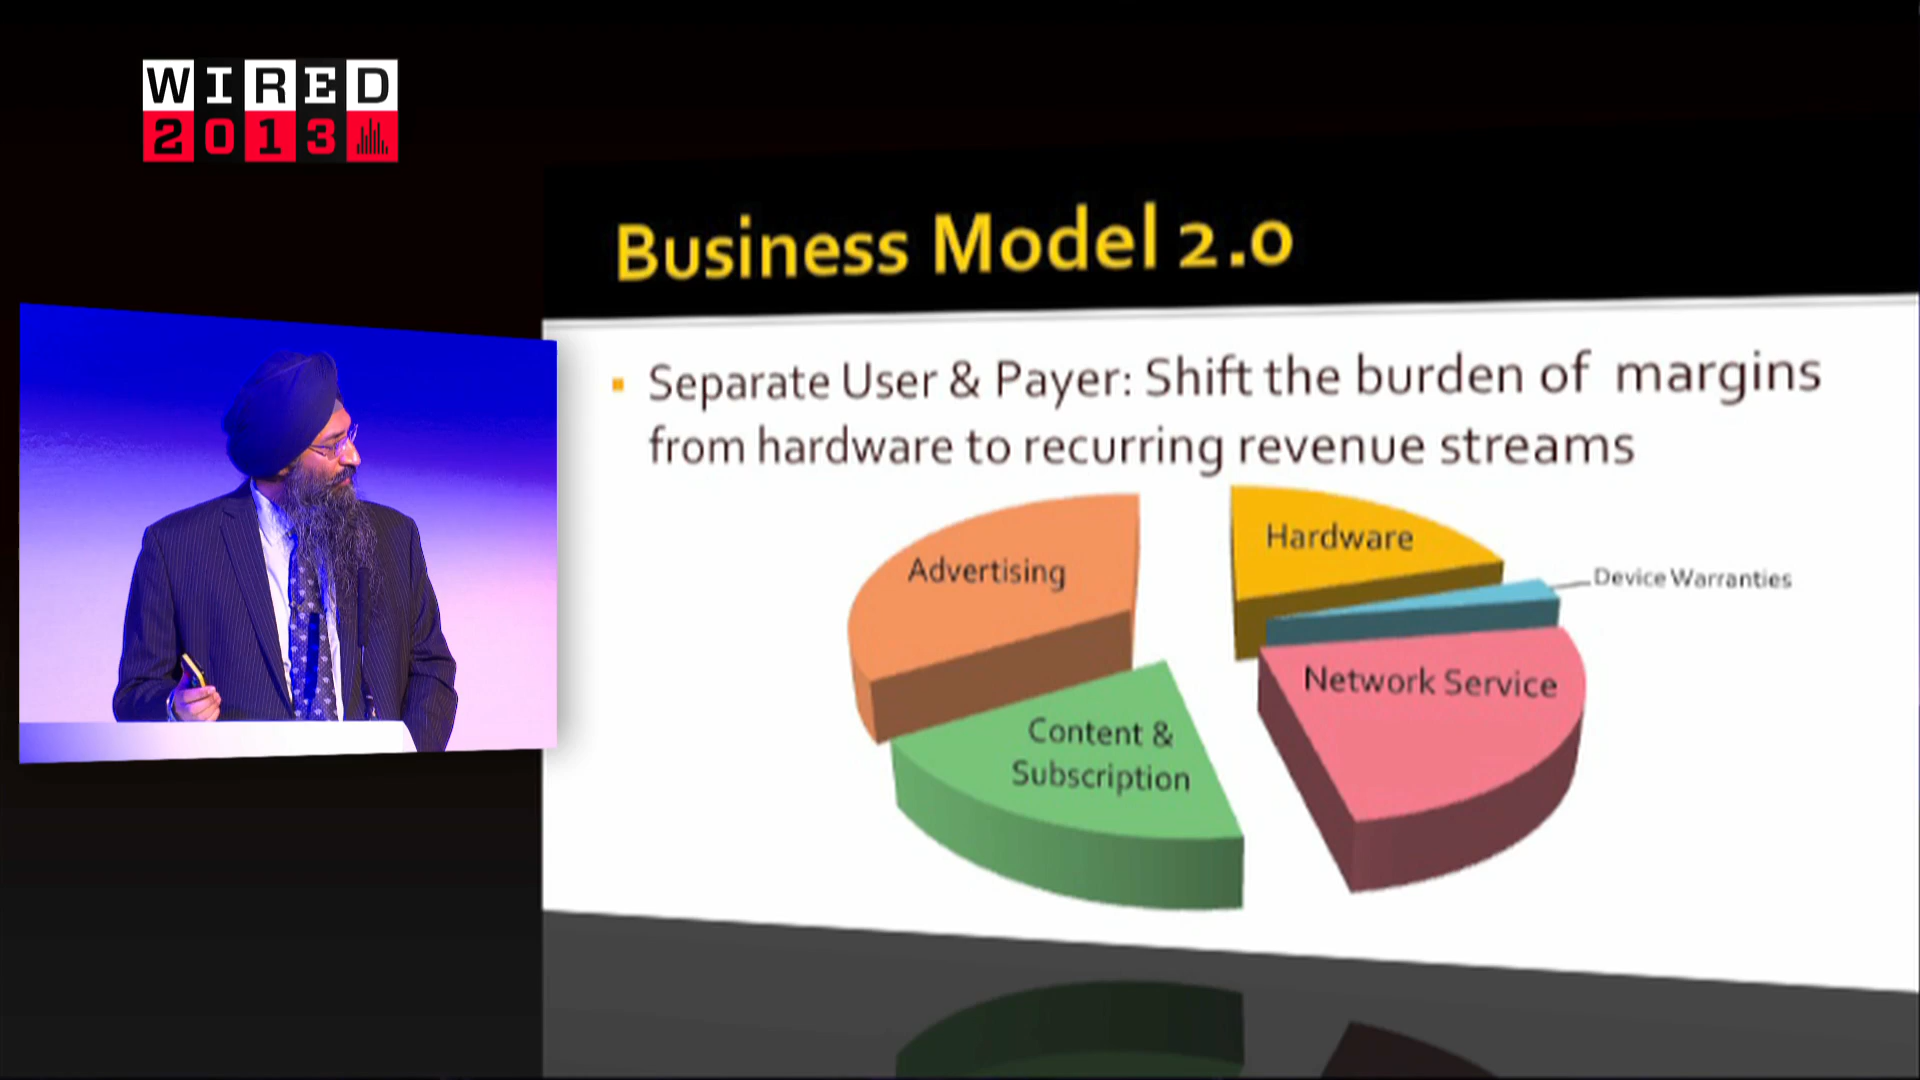 WIRED
2013
Business Model 2.0
▪ Separate User & Payer: Shift the burden of margins
from hardware to recurring revenue streams
Advertising
Hardware
Device Warranties
Network Service
Content &
Subscription